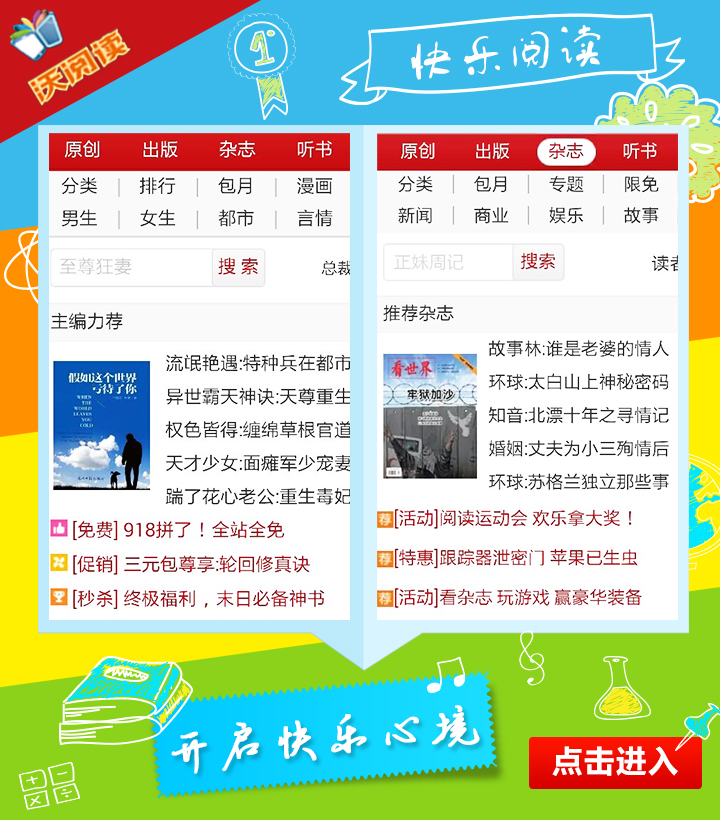 沃阅读
1
快乐阅读
原创 出版 杂志 听书
分类 | 排行 | 包月 | 漫画
男生 | 女生 | 都市 | 言情
至尊狂妻 搜 索 总裁
主编力荐
假如这个世界
亏待了你
WHEN
THE
WORLD
LEAVES
YOU
COLD
流氓艳遇:特种兵在都市
异世霸天神诀:天尊重生
权色皆得:缠绵草根官道
天才少女:面瘫军少宠妻
踹了花心老公:重生毒妃
[免费] 918拼了！全站全免
[促销] 三元包尊享:轮回修真诀
[秒杀] 终极福利，末日必备神书
原创 出版 杂志 听书
分类 | 包月 | 专题 | 限免
新闻 | 商业 | 娱乐 | 故事
正妹周记 搜索 读者
推荐杂志
看世界
牢狱加沙
故事林:谁是老婆的情人
环球:太白山上神秘密码
知音:北漂十年之寻情记
婚姻:丈夫为小三殉情后
环球:苏格兰独立那些事
荐[活动]阅读运动会 欢乐拿大奖！
荐[特惠]跟踪器泄密门 苹果已生虫
荐[活动]看杂志 玩游戏 赢豪华装备
开启快乐心境
点击进入